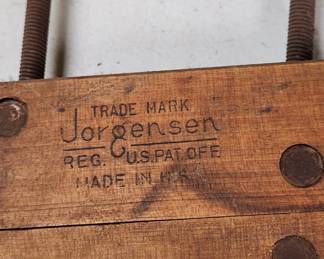 TRADE MARK
Jorgensen
REG. U.S. PAT. OFF.
MADE IN U.S.A.